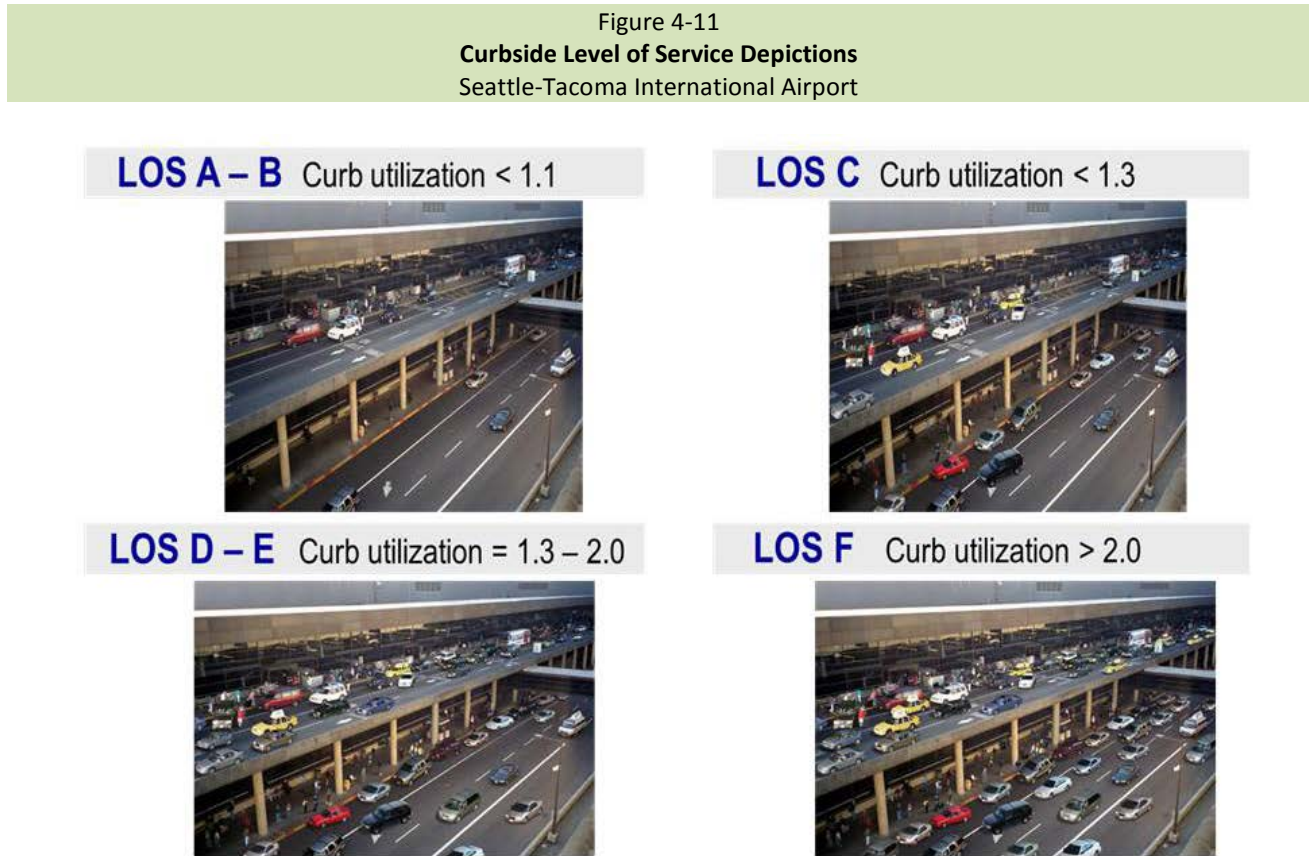 Figure 4-11
Curbside Level of Service Depictions
Seattle-Tacoma International Airport
LOS A – B Curb utilization < 1.1
LOS C Curb utilization < 1.3
LOS D – E Curb utilization = 1.3 – 2.0
LOS F Curb utilization > 2.0